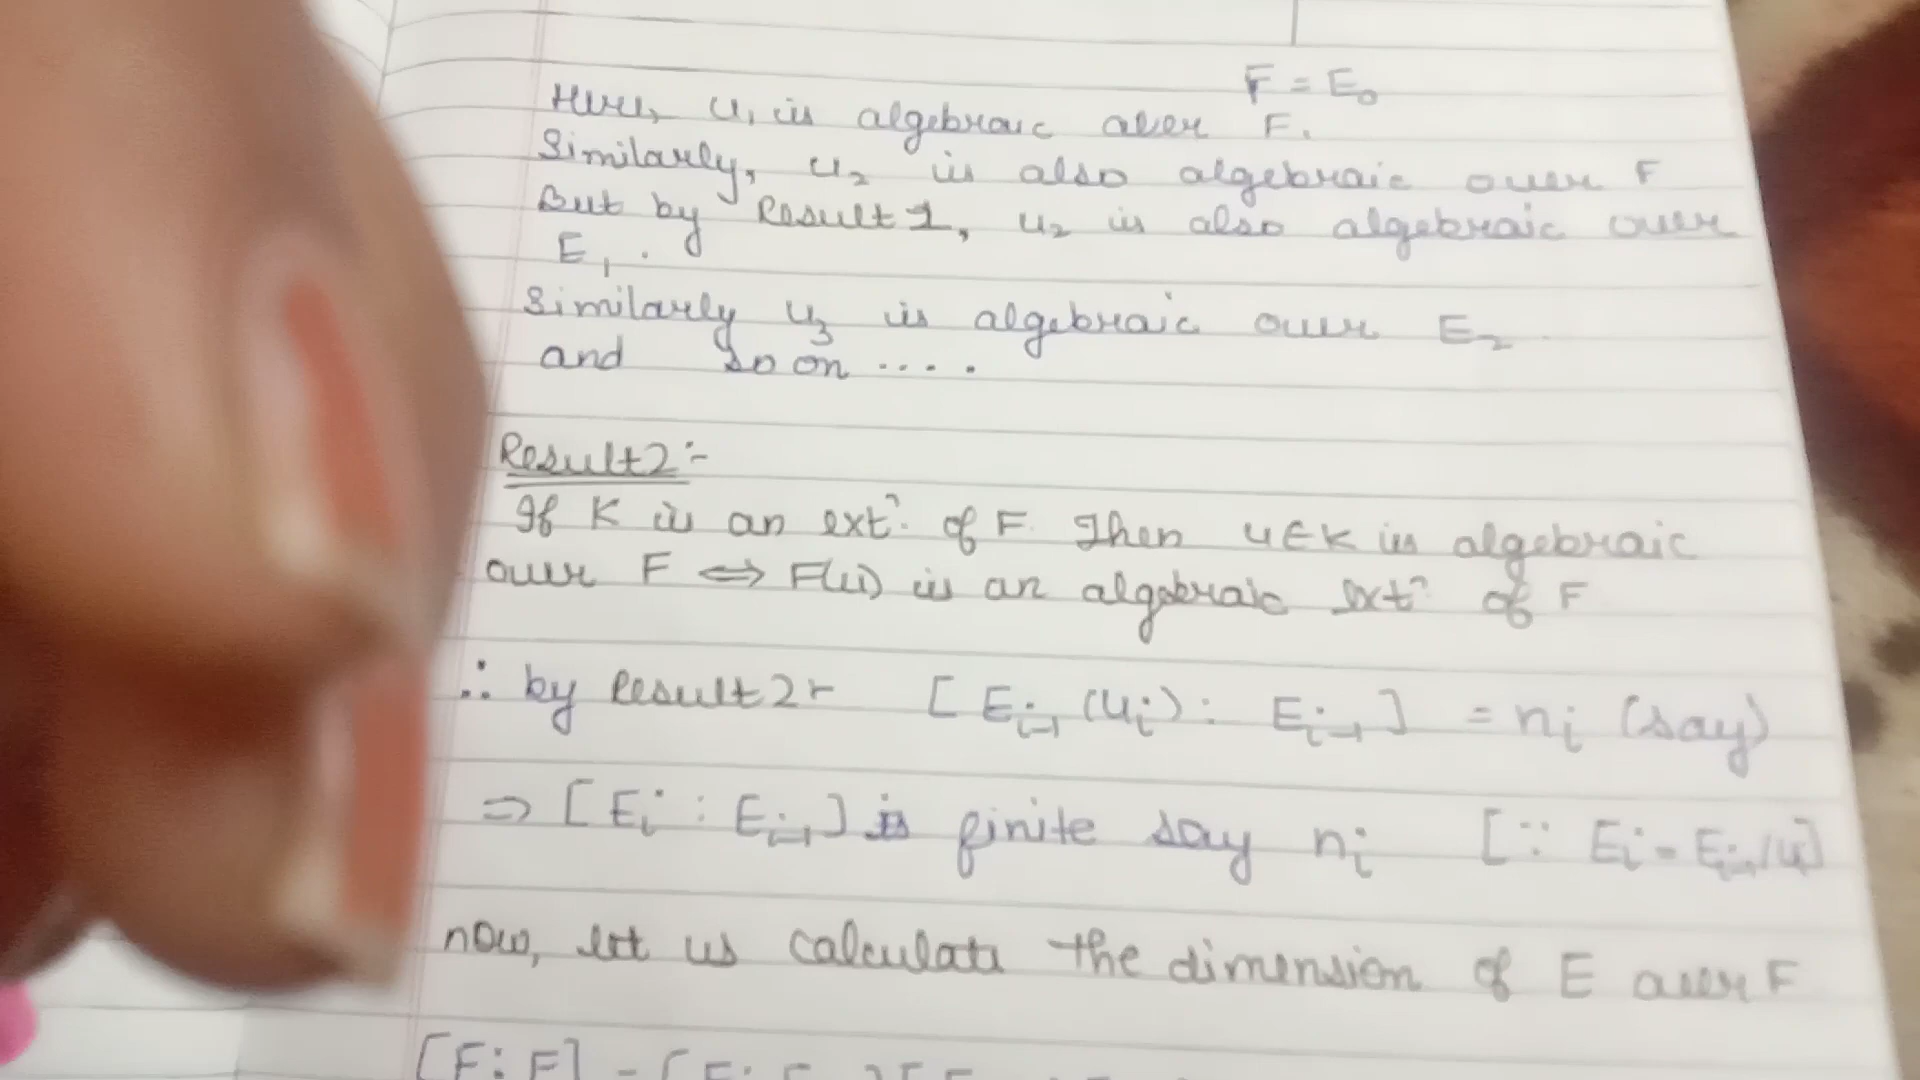 F = E₀
Here, u₁ is algebraic over F.
Similarly, u₂ is also algebraic over F
But by Result 1, u₂ is also algebraic over
E₁.
Similarly u₃ is algebraic over E₂
and so on ....
Result 2:-
If K is an extⁿ. of F. Then u∈K is algebraic
over F ⇔ F(u) is an algebraic extⁿ of F
∴ by Result 2⊢ [Eᵢ₋₁(uᵢ) : Eᵢ₋₁] = nᵢ (say)
⇒ [Eᵢ : Eᵢ₋₁] is finite say nᵢ [∵ Eᵢ = Eᵢ₋₁(uᵢ)]
now, let us calculate the dimension of E over F